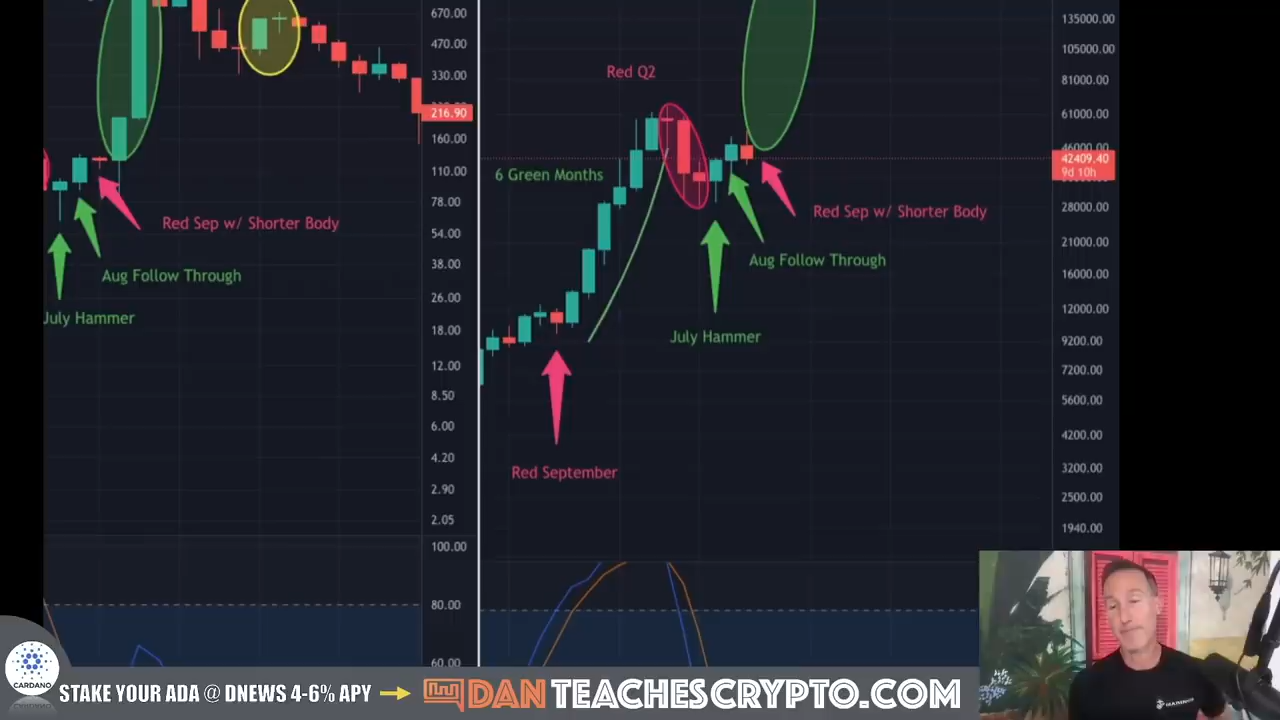 670.00
470.00
330.00
216.90
160.00
110.00
78.00
54.00
38.00
26.00
18.00
12.00
8.50
6.00
4.20
2.90
2.05
100.00
80.00
60.00
Red Sep w/ Shorter Body
Aug Follow Through
July Hammer
Red Q2
6 Green Months
Red Sep w/ Shorter Body
Aug Follow Through
July Hammer
Red September
135000.00
105000.00
81000.00
61000.00
46000.00
42409.40
9d 10h
28000.00
21000.00
16000.00
12000.00
9200.00
7200.00
5600.00
4200.00
3200.00
2500.00
1940.00
CARDANO
STAKE YOUR ADA @ DNEWS 4-6% APY
DANTEACHESCRYPTO.COM